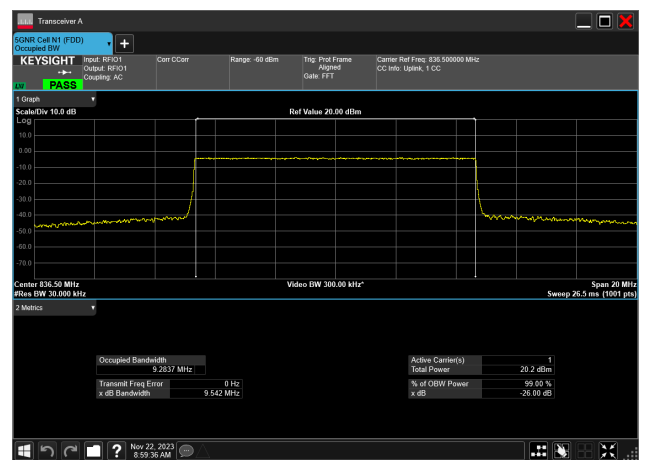 Transceiver A
5GNR Cell N1 (FDD)
Occupied BW
KEYSIGHT
LV
PASS
Input: RFIO1
Output: RFIO1
Coupling: AC
Corr CCorr
Range: -60 dBm
Trig: Prot Frame
Aligned
Gate: FFT
Carrier Ref Freq: 836.500000 MHz
CC Info: Uplink, 1 CC
1 Graph
Scale/Div 10.0 dB
Ref Value 20.00 dBm
Log
10.0
0.00
-10.0
-20.0
-30.0
-40.0
-50.0
-60.0
-70.0
Center 836.50 MHz
Video BW 300.00 kHz*
Span 20 MHz
#Res BW 30.000 kHz
Sweep 26.5 ms (1001 pts)
2 Metrics
Occupied Bandwidth
9.2837 MHz
Transmit Freq Error 0 Hz
x dB Bandwidth 9.542 MHz
Active Carrier(s) 1
Total Power 20.2 dBm
% of OBW Power 99.00 %
x dB -26.00 dB
Nov 22, 2023
8:59:36 AM